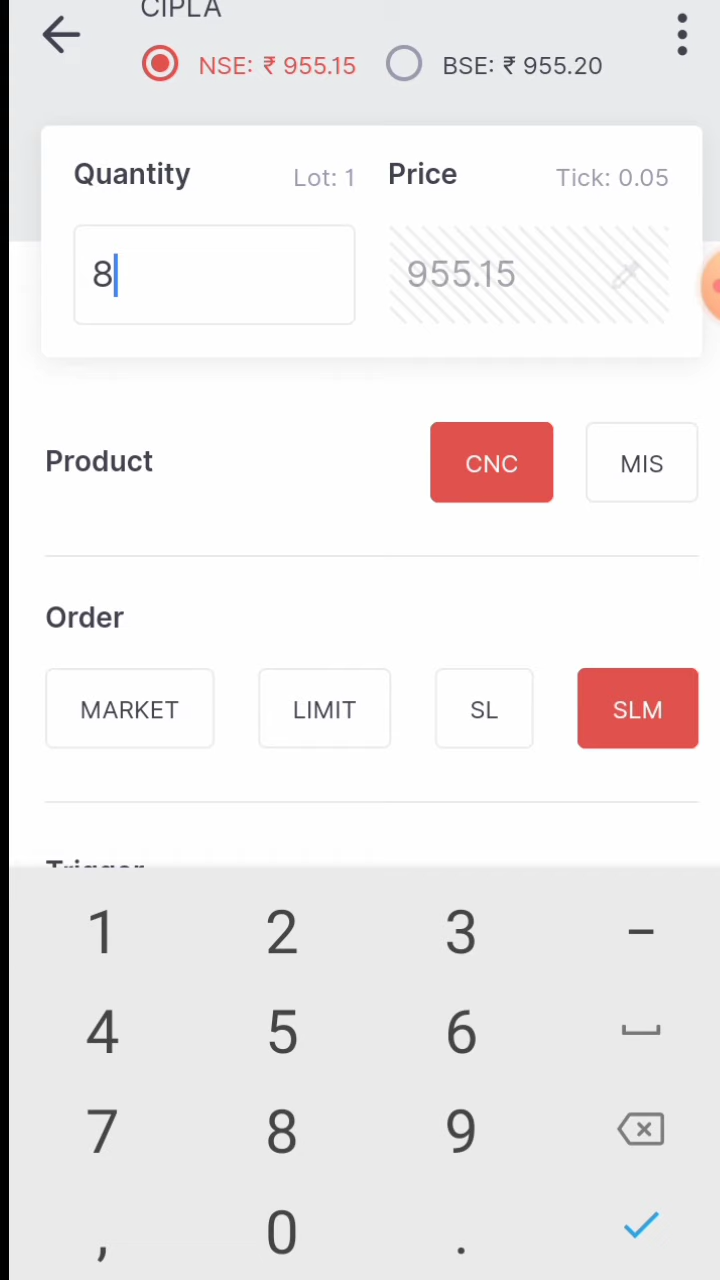 CIPLA
NSE: ₹ 955.15 BSE: ₹ 955.20
Quantity Lot: 1 Price Tick: 0.05
8 955.15
Product CNC MIS
Order
MARKET LIMIT SL SLM
Trigger
1 2 3 –
4 5 6
7 8 9
, 0 .